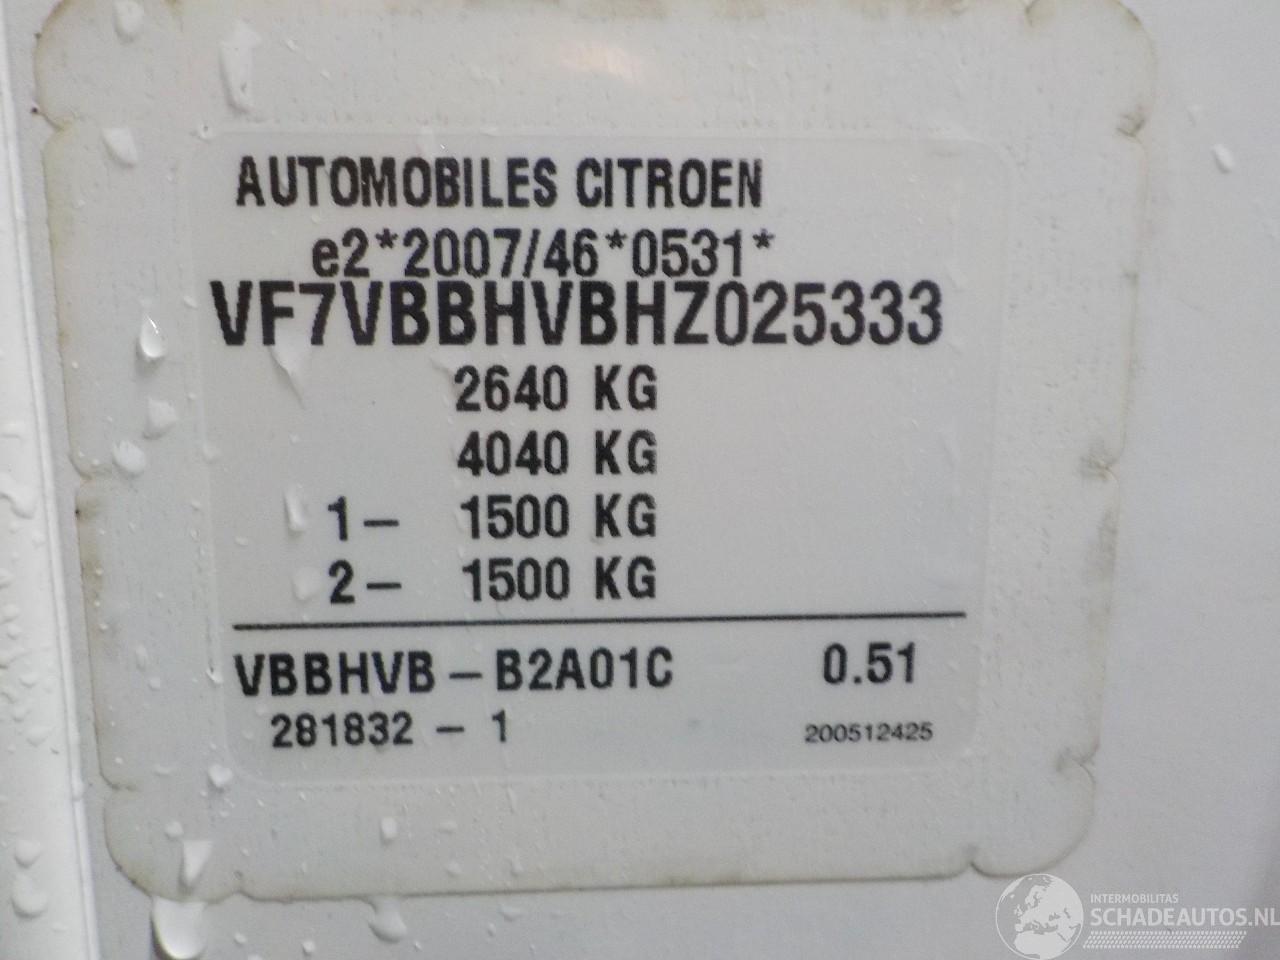 AUTOMOBILES CITROEN
e2*2007/46*0531*
VF7VBBHVBHZ025333
2640 KG
4040 KG
1- 1500 KG
2- 1500 KG
VBBHVB-B2A01C 0.51
281832-1 200512425
INTERMOBILITAS
SCHADEAUTOS.NL